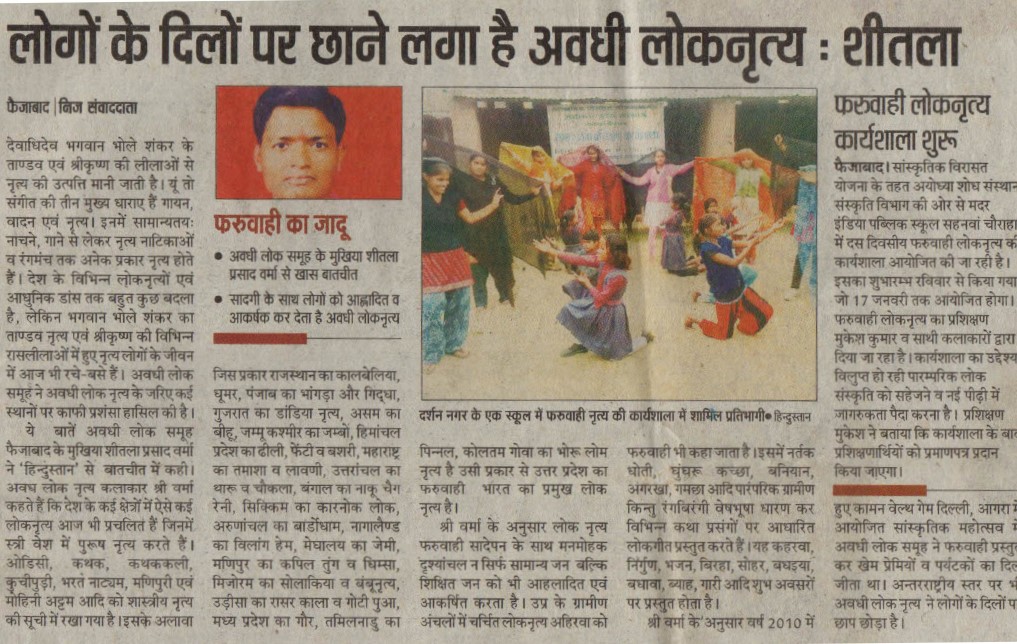 लोगों के दिलों पर छाने लगा है अवधी लोकनृत्य : शीतला
फैजाबाद | निज संवाददाता
देवाधिदेव भगवान भोले शंकर के
ताण्डव एवं श्रीकृष्ण की लीलाओं से
नृत्य की उत्पति मानी जाती है। यूं तो
संगीत की तीन मुख्य धाराए हैं गायन,
वादन एवं नृत्य। इनमें सामान्यतयः
नाचने, गाने से लेकर नृत्य नाटिकाओं
व रंगमंच तक अनेक प्रकार नृत्य होते
हैं। देश के विभिन्न लोकनृत्यों एवं
आधुनिक डांस तक बहुत कुछ बदला
है, लेकिन भगवान भोले शंकर का
ताण्डव नृत्य एवं श्रीकृष्ण की विभिन्न
रासलीलाओं में हुए नृत्य लोगों के जीवन
में आज भी रचे-बसे हैं। अवधी लोक
समूह ने अवधी लोक नृत्य के जरिए कई
स्थानों पर काफी प्रशंसा हासिल की है।
ये बातें अवधी लोक समूह
फैजाबाद के मुखिया शीतला प्रसाद वर्मा
ने 'हिन्दुस्तान' से बातचीत में कही।
अवध लोक नृत्य कलाकार श्री वर्मा
कहते हैं कि देश के कई क्षेत्रों में ऐसे कई
लोकनृत्य आज भी प्रचलित हैं जिनमें
स्त्री वेश में पुरूष नृत्य करते हैं।
ओडिसी, कथक, कथककली,
कुचीपुड़ी, भरत नाट्यम, मणिपुरी एवं
मोहिनी अट्टम आदि को शास्त्रीय नृत्य
की सूची में रखा गया है। इसके अलावा
फरुवाही का जादू
• अवधी लोक समूह के मुखिया शीतला
प्रसाद वर्मा से खास बातचीत
• सादगी के साथ लोगों को आह्लादित व
आकर्षक कर देता है अवधी लोकनृत्य
जिस प्रकार राजस्थान का कालबेलिया,
घूमर, पंजाब का भांगड़ा और गिद्धा,
गुजरात का डांडिया नृत्य, असम का
बीहू, जम्मू कश्मीर का जम्बो, हिमांचल
प्रदेश का ढीली, फेंटी व बशरी, महाराष्ट्र
का तमाशा व लावणी, उत्तरांचल का
थारू व चौकला, बंगाल का नाकू चैग
रेनी, सिक्किम का कारनोक लोक,
अरुणांचल का बार्डोछाम, नागालैण्ड
का विलांग हेम, मेघालय का जेमी,
मणिपुर का कपिल तुंग व धिम्सा,
मिजोरम का सोलाकिया व बंबूनृत्य,
उड़ीसा का रासर काला व गोटी पुआ,
मध्य प्रदेश का गौर, तमिलनाडु का
दर्शन नगर के एक स्कूल में फरुवाही नृत्य की कार्यशाला में शामिल प्रतिभागी • हिन्दुस्तान
पिन्नल, कोलतम गोवा का भोरू लोम
नृत्य है उसी प्रकार से उत्तर प्रदेश का
फरुवाही भारत का प्रमुख लोक
नृत्य है।
श्री वर्मा के अनुसार लोक नृत्य
फरुवाही सादेपन के साथ मनमोहक
दृश्यांचल न सिर्फ सामान्य जन बल्कि
शिक्षित जन को भी आहलादित एवं
आकर्षित करता है। उप्र के ग्रामीण
अंचलों में चर्चित लोकनृत्य अहिरवा को
फरुवाही भी कहा जाता है। इसमें नर्तक
धोती, घुंघरू कच्छा, बनियान,
अंगरखा, गमछा आदि पारंपरिक ग्रामीण
किन्तु रंगबिरंगी वेषभूषा धारण कर
विभिन्न कथा प्रसंगों पर आधारित
लोकगीत प्रस्तुत करते हैं। यह कहरवा,
निर्गुण, भजन, बिरहा, सोहर, बधइया,
बधावा, ब्याह, गारी आदि शुभ अवसरों
पर प्रस्तुत होता है।
श्री वर्मा के अनुसार वर्ष 2010 में
फरुवाही लोकनृत्य
कार्यशाला शुरू
फैजाबाद। सांस्कृतिक विरासत
योजना के तहत अयोध्या शोध संस्थान
संस्कृति विभाग की ओर से मदर
इंडिया पब्लिक स्कूल सहनवां चौराहा
में दस दिवसीय फरुवाही लोकनृत्य की
कार्यशाला आयोजित की जा रही है।
इसका शुभारम्भ रविवार से किया गया
जो 17 जनवरी तक आयोजित होगा।
फरुवाही लोकनृत्य का प्रशिक्षण
मुकेश कुमार व साथी कलाकारों द्वारा
दिया जा रहा है। कार्यशाला का उद्देश्य
विलुप्त हो रही पारम्परिक लोक
संस्कृति को सहेजने व नई पीढ़ी में
जागरुकता पैदा करना है। प्रशिक्षण
मुकेश ने बताया कि कार्यशाला के बाद
प्रशिक्षणार्थियों को प्रमाणपत्र प्रदान
किया जाएगा।
हुए कामन वेल्थ गेम दिल्ली, आगरा में
आयोजित सांस्कृतिक महोत्सव में
अवधी लोक समूह ने फरुवाही प्रस्तुत
कर खेम प्रेमियों व पर्यटकों का दिल
जीता था। अन्तरराष्ट्रीय स्तर पर भी
अवधी लोक नृत्य ने लोगों के दिलों पर
छाप छोड़ा है।